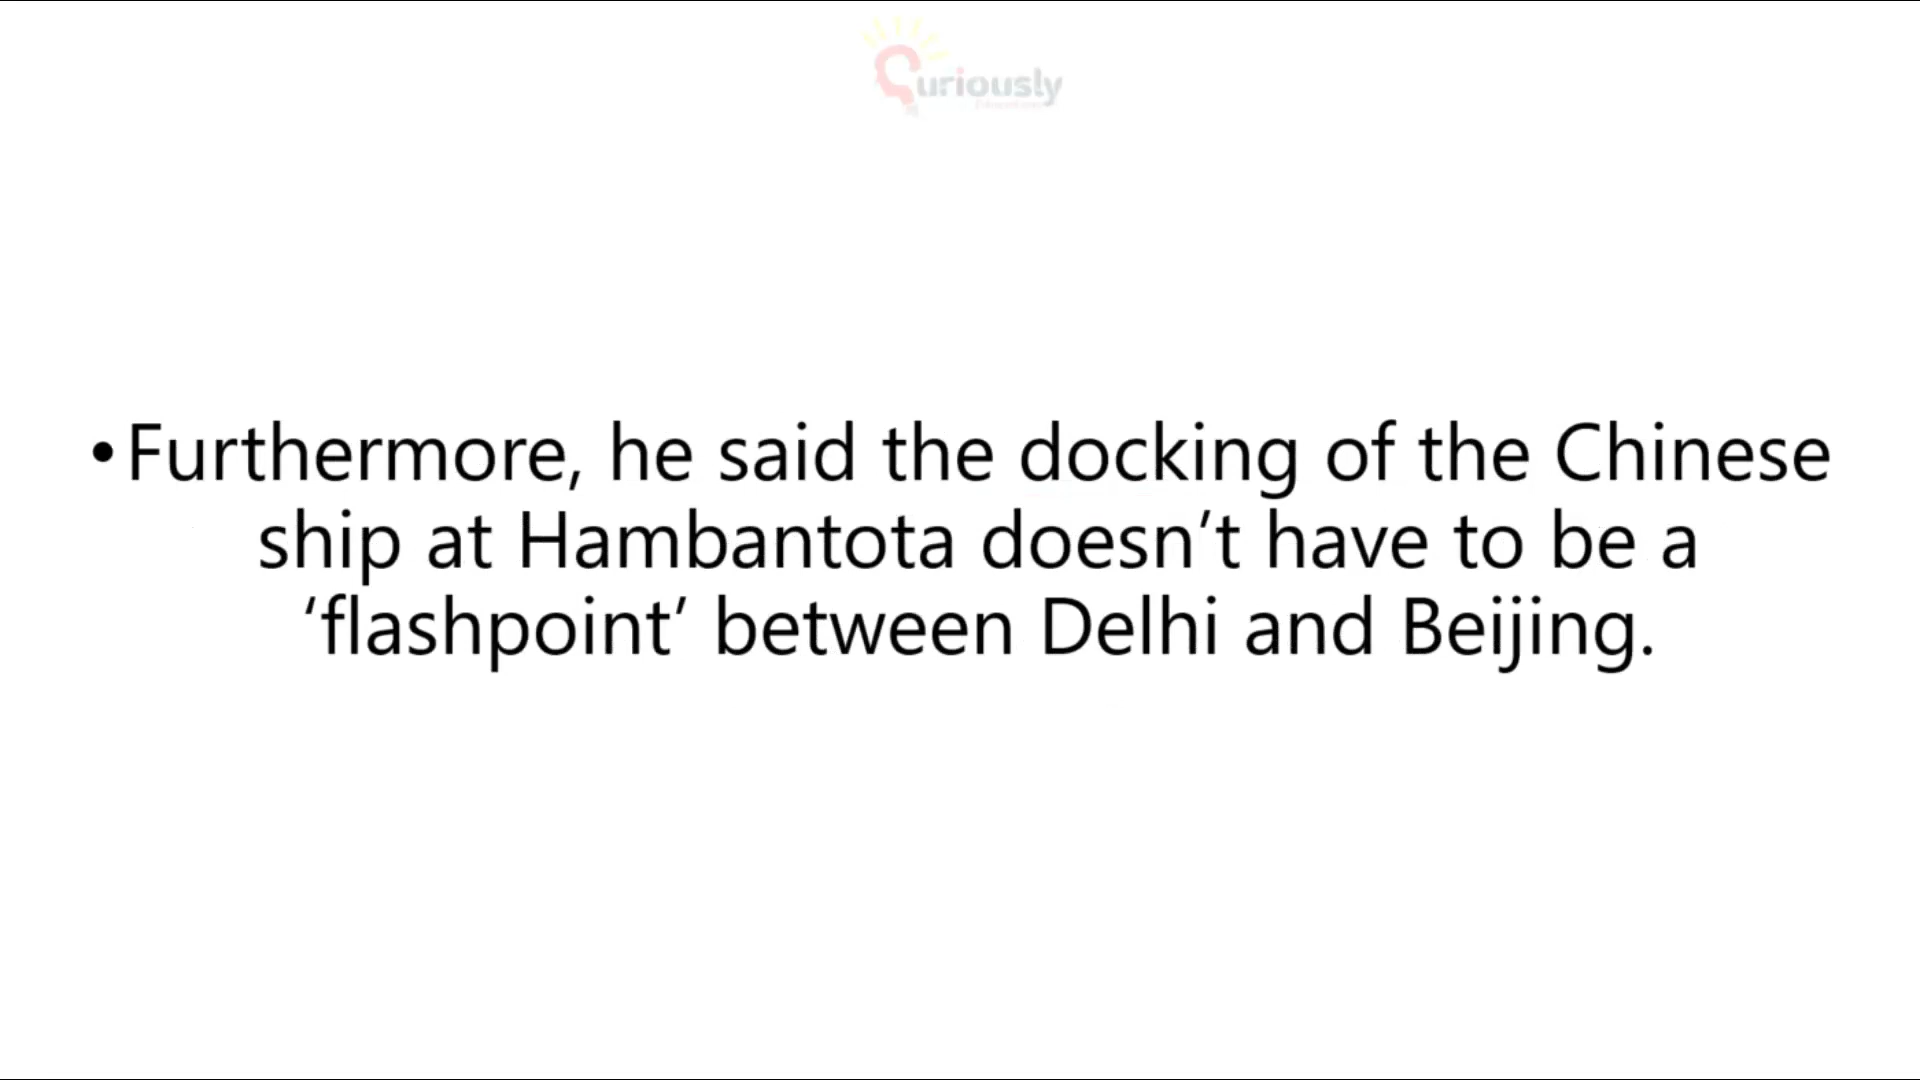 uriously
•Furthermore, he said the docking of the Chinese
ship at Hambantota doesn’t have to be a
‘flashpoint’ between Delhi and Beijing.